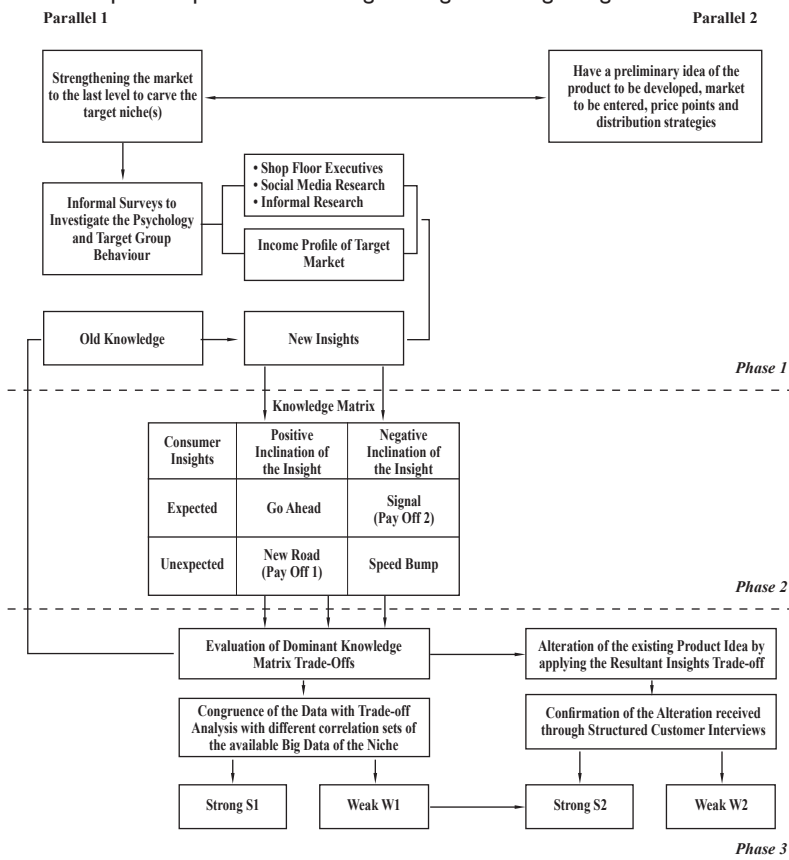 Parallel 1
Parallel 2
Strengthening the market
to the last level to carve the
target niche(s)
Have a preliminary idea of the
product to be developed, market
to be entered, price points and
distribution strategies
Informal Surveys to
Investigate the Psychology
and Target Group
Behaviour
• Shop Floor Executives
• Social Media Research
• Informal Research
Income Profile of Target
Market
Old Knowledge
New Insights
Phase 1
Knowledge Matrix
Consumer
Insights
Positive
Inclination of
the Insight
Negative
Inclination of
the Insight
Expected
Go Ahead
Signal
(Pay Off 2)
Unexpected
New Road
(Pay Off 1)
Speed Bump
Phase 2
Evaluation of Dominant Knowledge
Matrix Trade-Offs
Alteration of the existing Product Idea by
applying the Resultant Insights Trade-off
Congruence of the Data with Trade-off
Analysis with different correlation sets of
the available Big Data of the Niche
Confirmation of the Alteration received
through Structured Customer Interviews
Strong S1
Weak W1
Strong S2
Weak W2
Phase 3